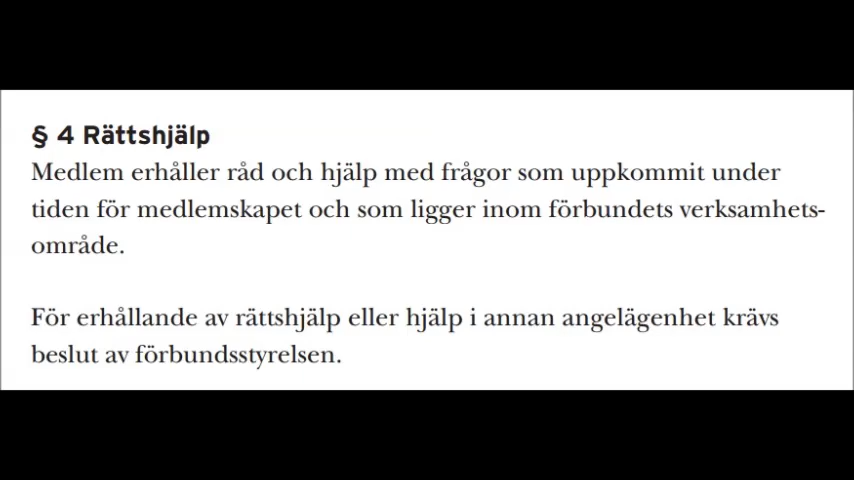 § 4 Rättshjälp
Medlem erhåller råd och hjälp med frågor som uppkommit under
tiden för medlemskapet och som ligger inom förbundets verksamhets-
område.
För erhållande av rättshjälp eller hjälp i annan angelägenhet krävs
beslut av förbundsstyrelsen.